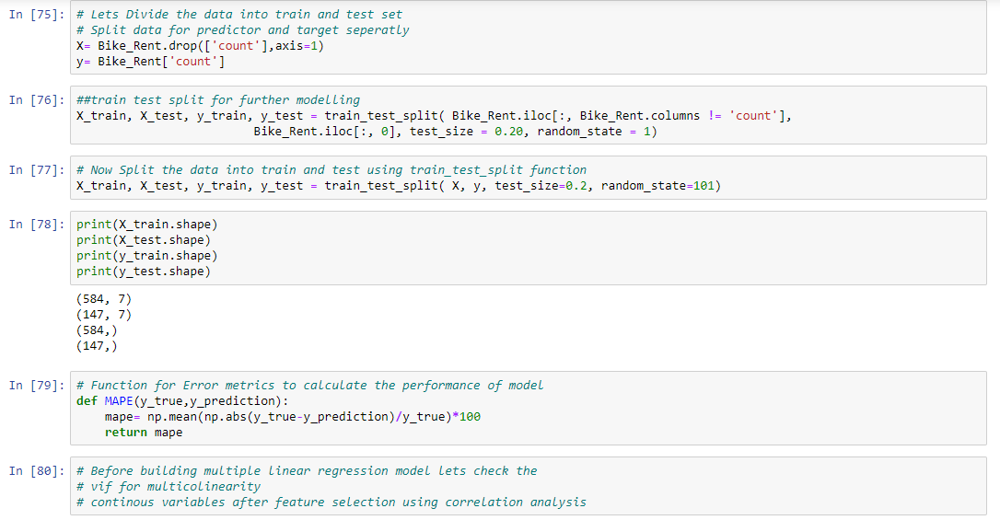 In [75]: # Lets Divide the data into train and test set
# Split data for predictor and target seperatly
X= Bike_Rent.drop(['count'],axis=1)
y= Bike_Rent['count']
In [76]: ##train test split for further modelling
X_train, X_test, y_train, y_test = train_test_split( Bike_Rent.iloc[:, Bike_Rent.columns != 'count'],
Bike_Rent.iloc[:, 0], test_size = 0.20, random_state = 1)
In [77]: # Now Split the data into train and test using train_test_split function
X_train, X_test, y_train, y_test = train_test_split( X, y, test_size=0.2, random_state=101)
In [78]: print(X_train.shape)
print(X_test.shape)
print(y_train.shape)
print(y_test.shape)
(584, 7)
(147, 7)
(584,)
(147,)
In [79]: # Function for Error metrics to calculate the performance of model
def MAPE(y_true,y_prediction):
mape= np.mean(np.abs(y_true-y_prediction)/y_true)*100
return mape
In [80]: # Before building multiple linear regression model lets check the
# vif for multicolinearity
# continous variables after feature selection using correlation analysis